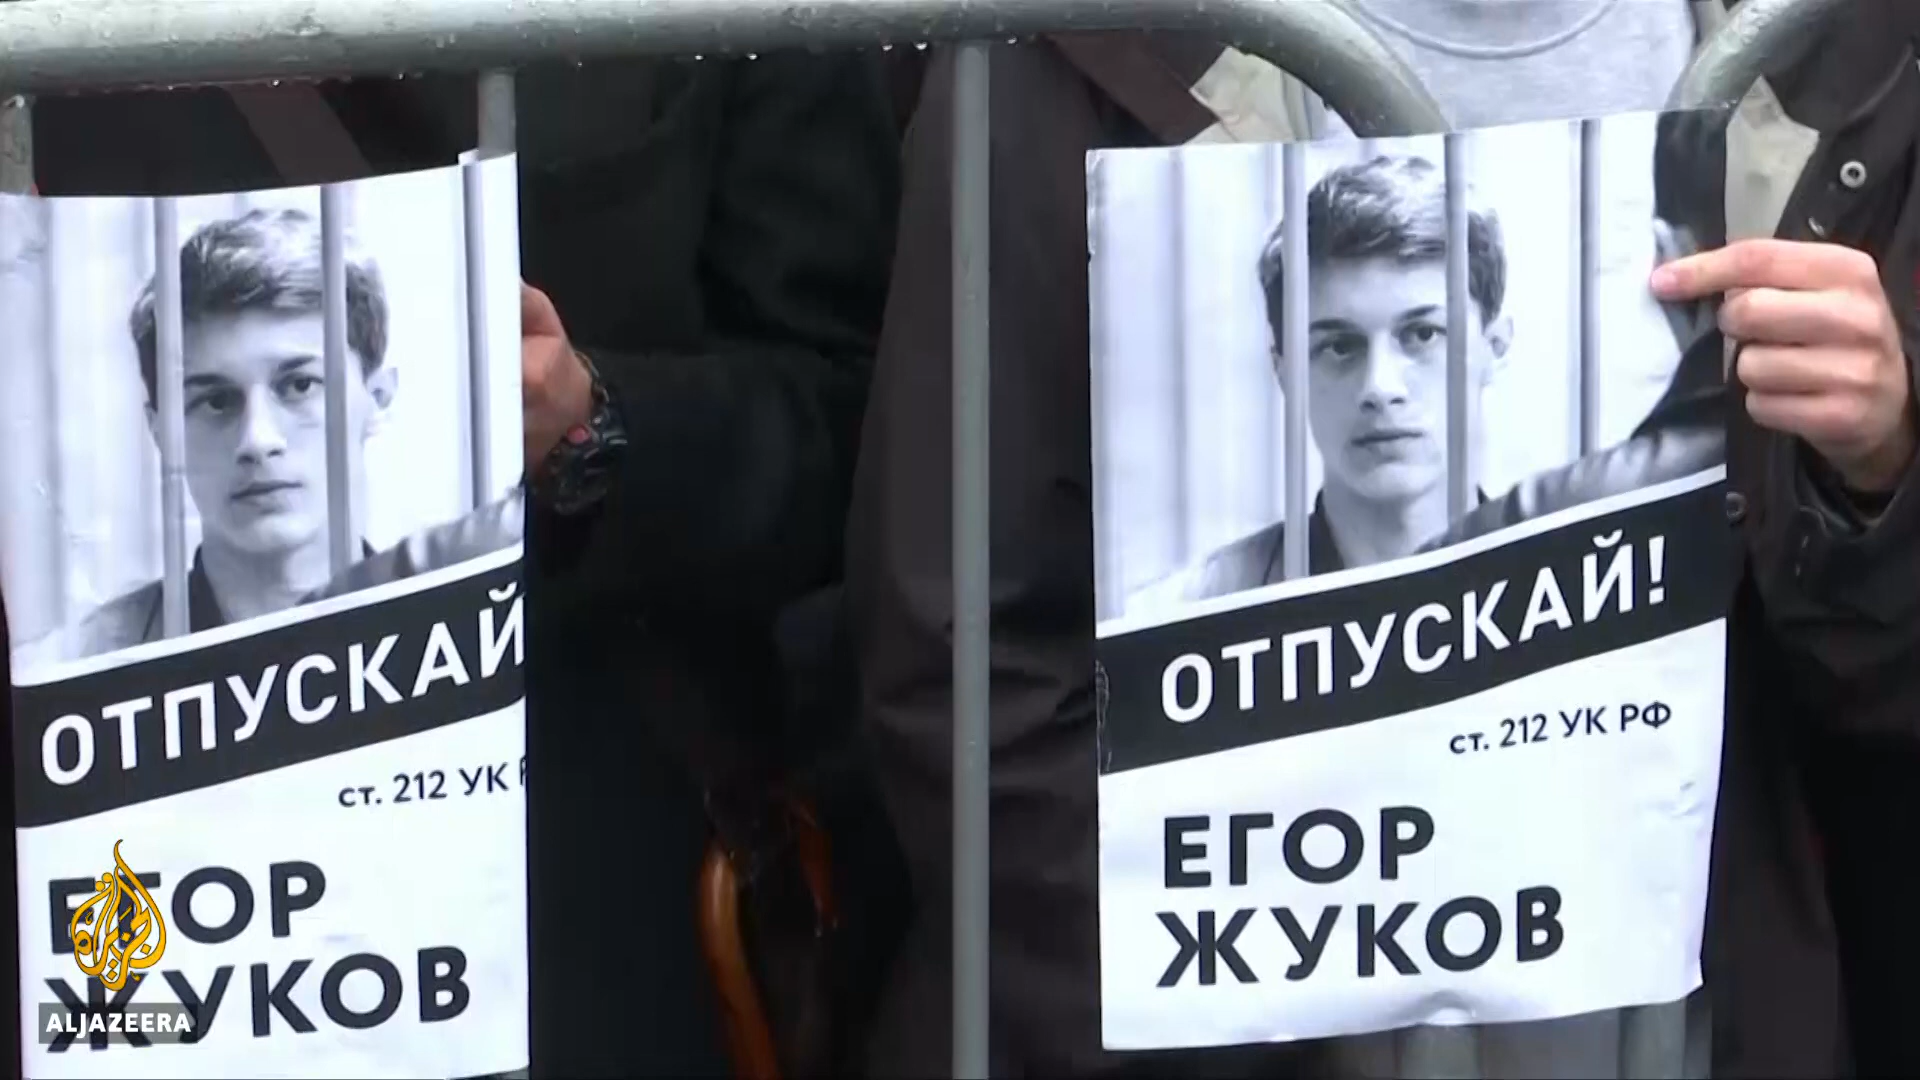 ОТПУСКАЙ
ст. 212 УК
ЕГОР
ЖУКОВ
ОТПУСКАЙ!
ст. 212 УК РФ
ЕГОР
ЖУКОВ
ALJAZEERA